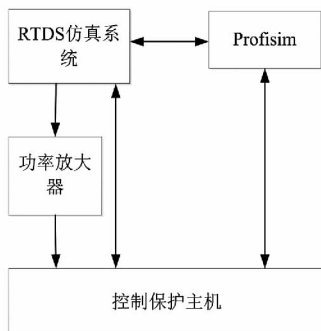 RTDS仿真系
统
Profisim
功率放大
器
控制保护主机